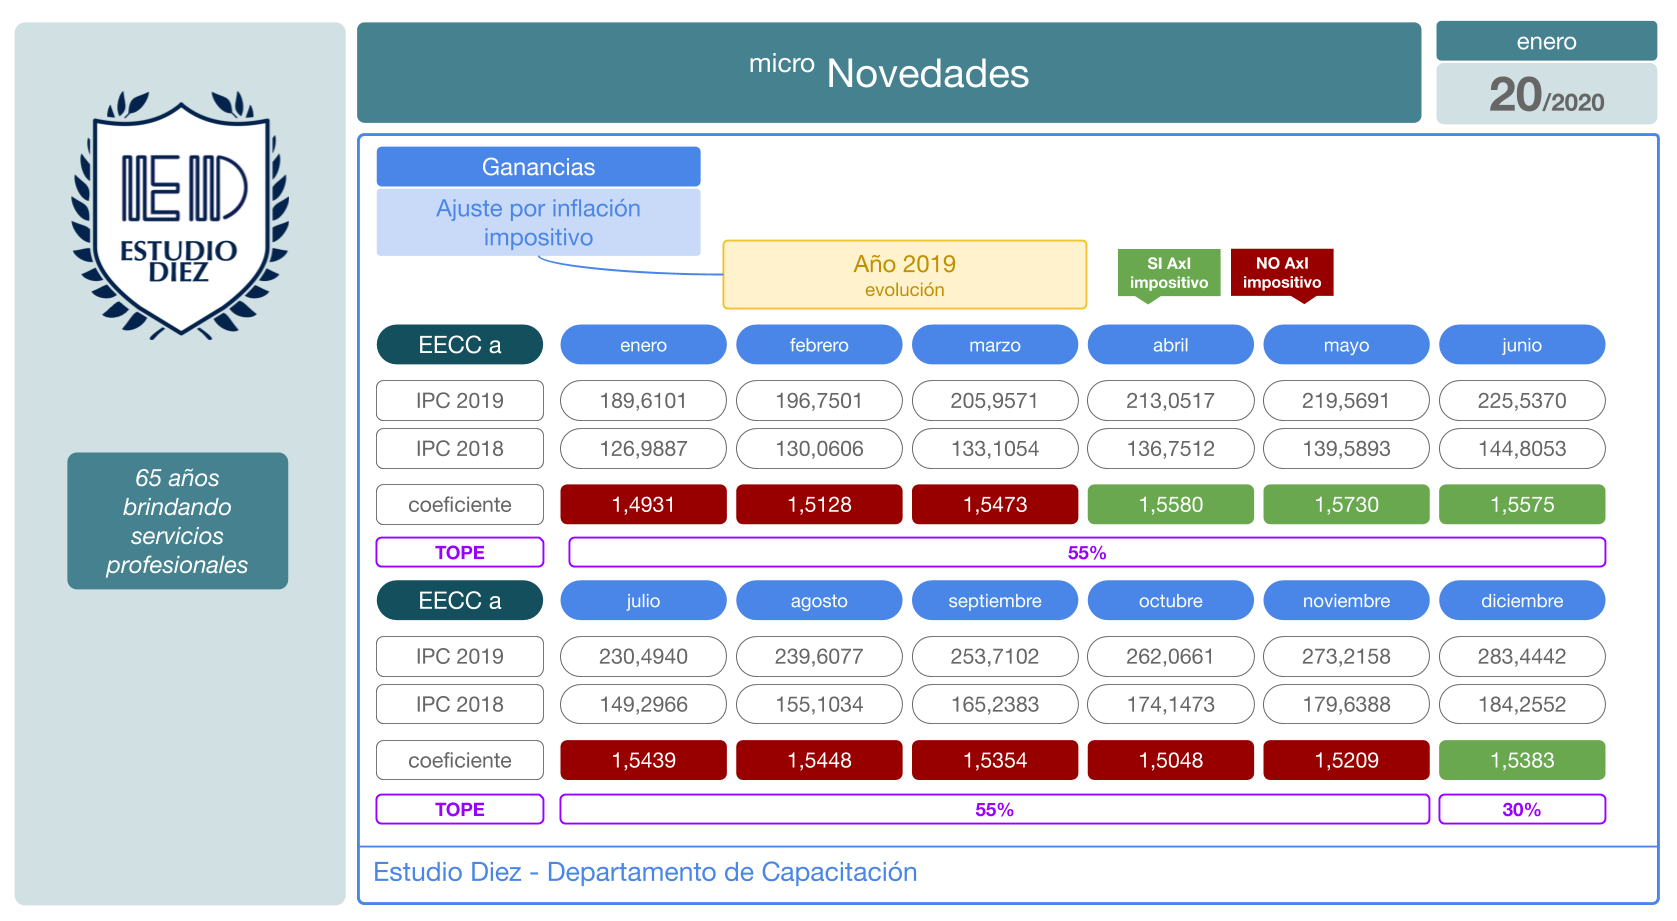 ED
ESTUDIO
DIEZ
65 años
brindando
servicios
profesionales
micro Novedades
enero
20/2020
Ganancias
Ajuste por inflación
impositivo
Año 2019
evolución
SI AxI
impositivo
NO AxI
impositivo
EECC a enero febrero marzo abril mayo junio
IPC 2019 189,6101 196,7501 205,9571 213,0517 219,5691 225,5370
IPC 2018 126,9887 130,0606 133,1054 136,7512 139,5893 144,8053
coeficiente 1,4931 1,5128 1,5473 1,5580 1,5730 1,5575
TOPE 55%
EECC a julio agosto septiembre octubre noviembre diciembre
IPC 2019 230,4940 239,6077 253,7102 262,0661 273,2158 283,4442
IPC 2018 149,2966 155,1034 165,2383 174,1473 179,6388 184,2552
coeficiente 1,5439 1,5448 1,5354 1,5048 1,5209 1,5383
TOPE 55% 30%
Estudio Diez - Departamento de Capacitación